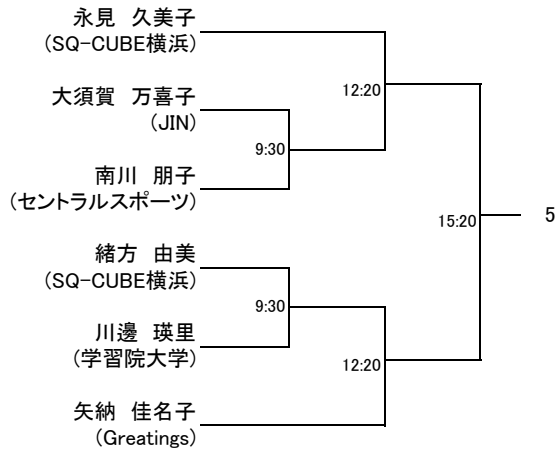 永見　久美子
(SQ-CUBE横浜)
12:20
大須賀　万喜子
(JIN)
9:30
南川　朋子
(セントラルスポーツ)
15:20
5
緒方　由美
(SQ-CUBE横浜)
9:30
川邊　瑛里
(学習院大学)
12:20
矢納　佳名子
(Greatings)